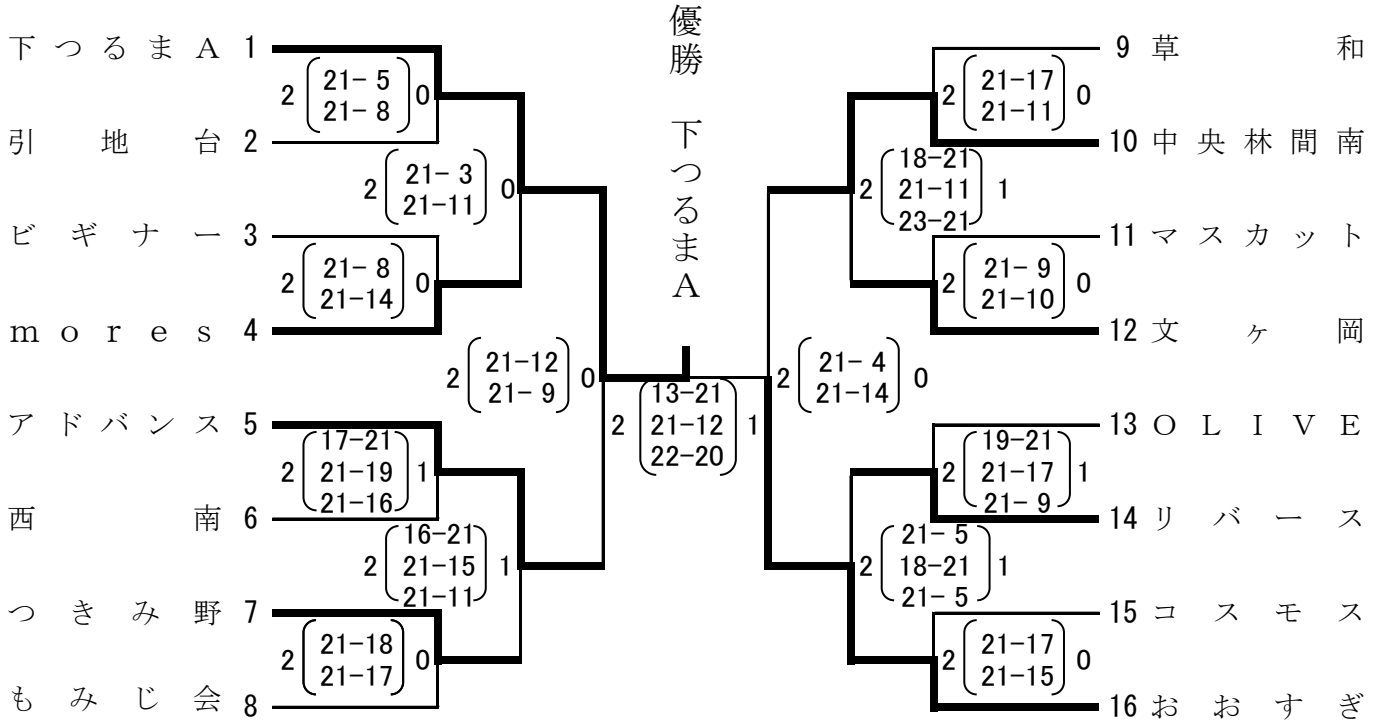 優勝 下つるまA
下つるまA 1
2 21- 5 0
21- 8
引地台 2
2 21- 3 0
21-11
ビギナー 3
2 21- 8 0
21-14
mores 4
2 21-12 0
21- 9
アドバンス 5
17-21
2 21-19 1
21-16
西南 6
16-21
2 21-15 1
21-11
つきみ野 7
2 21-18 0
21-17
もみじ会 8
13-21
2 21-12 1
22-20
9 草和
2 21-17 0
21-11
10 中央林間南
18-21
2 21-11 1
23-21
11 マスカット
2 21- 9 0
21-10
12 文ヶ岡
2 21- 4 0
21-14
13 OLIVE
19-21
2 21-17 1
21- 9
14 リバース
21- 5
2 18-21 1
21- 5
15 コスモス
2 21-17 0
21-15
16 おおすぎ